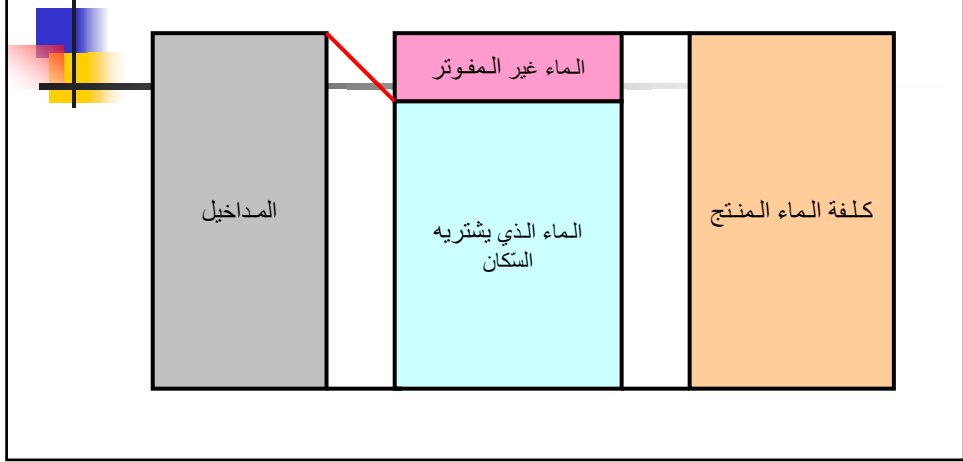 كلفة الماء المنتج
الماء غير المفوتر
الماء الذي يشتريه
السّكان
المداخيل